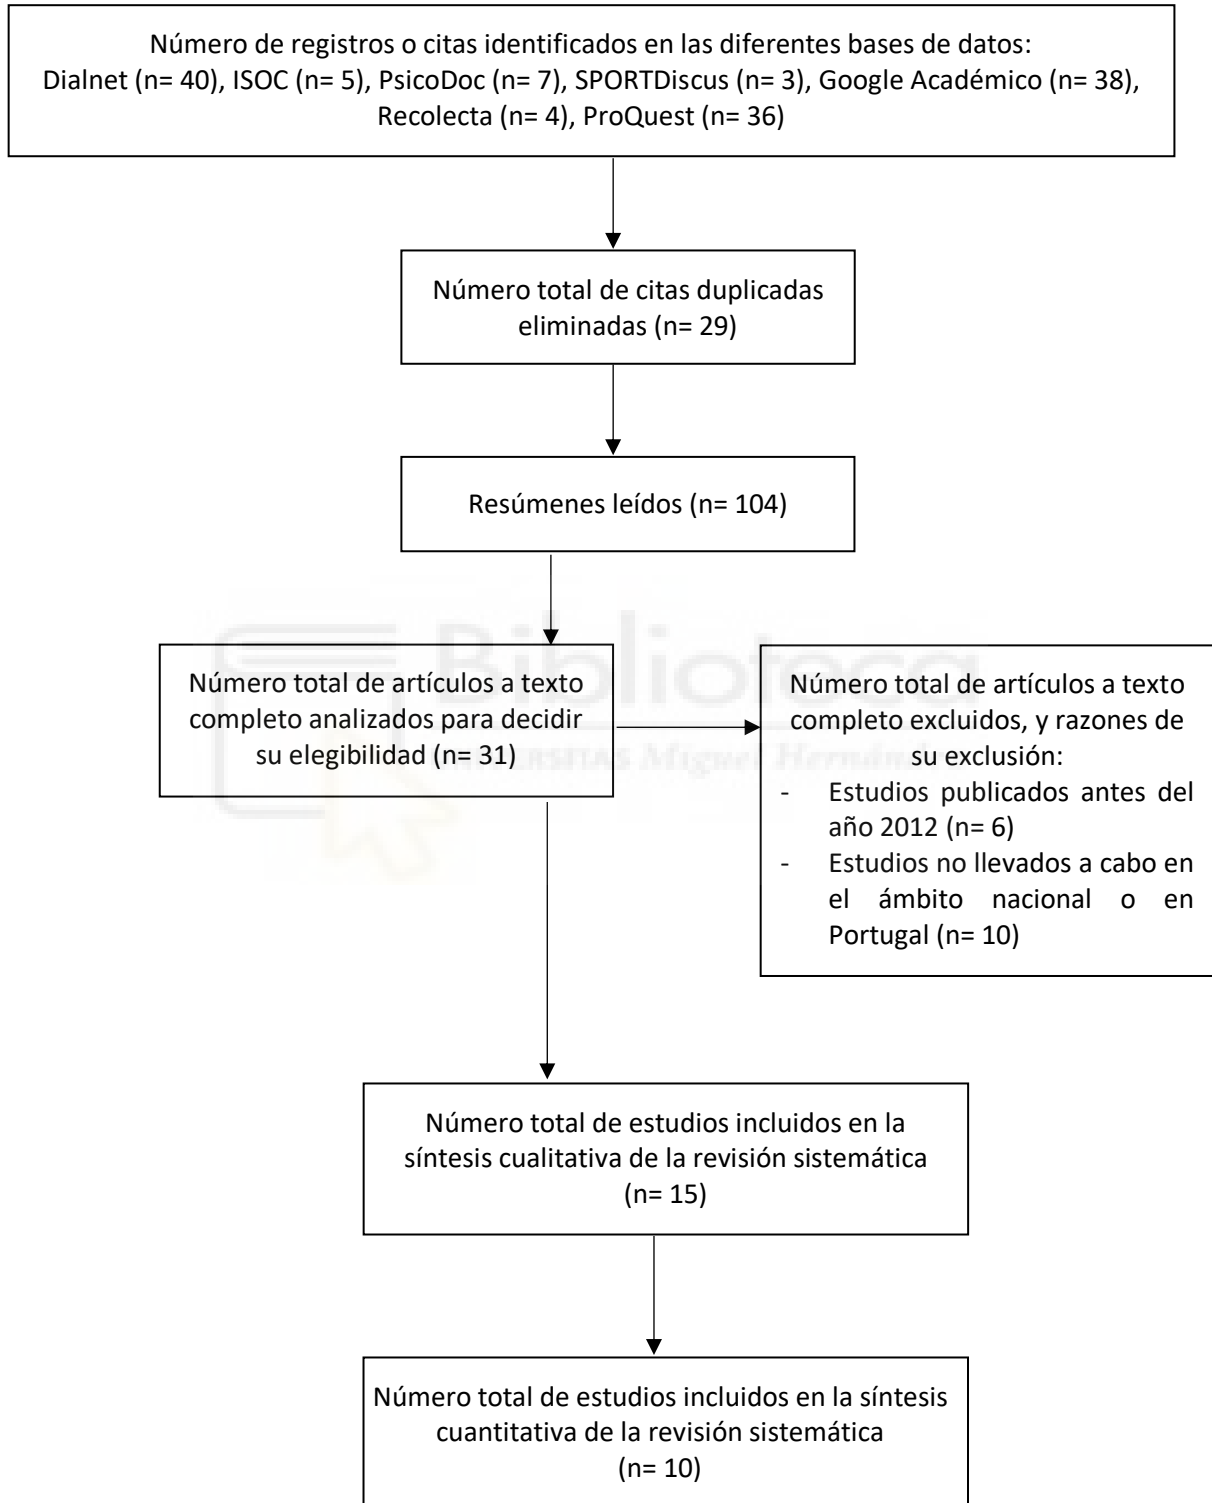 Número de registros o citas identificados en las diferentes bases de datos:
Dialnet (n= 40), ISOC (n= 5), PsicoDoc (n= 7), SPORTDiscus (n= 3), Google Académico (n= 38),
Recolecta (n= 4), ProQuest (n= 36)
Número total de citas duplicadas
eliminadas (n= 29)
Resúmenes leídos (n= 104)
Biblioteca
UNIVERSITAS Miguel Hernández
Número total de artículos a texto
completo analizados para decidir
su elegibilidad (n= 31)
Número total de artículos a texto
completo excluidos, y razones de
su exclusión:
- Estudios publicados antes del
año 2012 (n= 6)
- Estudios no llevados a cabo en
el ámbito nacional o en
Portugal (n= 10)
Número total de estudios incluidos en la
síntesis cualitativa de la revisión sistemática
(n= 15)
Número total de estudios incluidos en la síntesis
cuantitativa de la revisión sistemática
(n= 10)